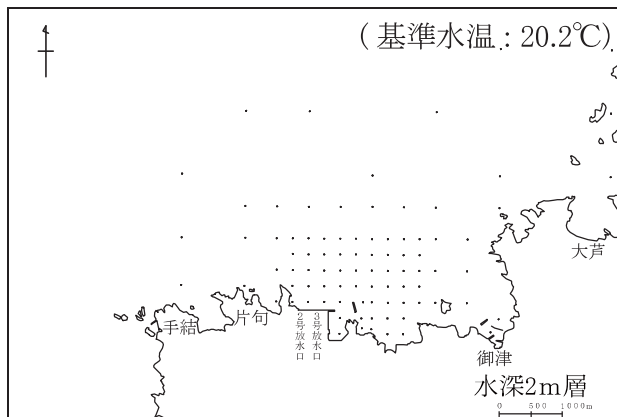 (基準水温:20.2℃)
大芦
手結
片句
2号放水口
3号放水口
御津
水深2m層
0 500 1000m